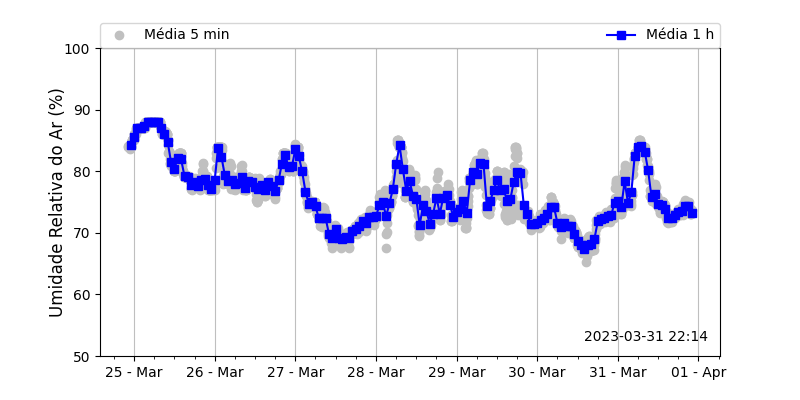 Média 5 min
Média 1 h
Umidade Relativa do Ar (%)
100
90
80
70
60
50
2023-03-31 22:14
25 - Mar
26 - Mar
27 - Mar
28 - Mar
29 - Mar
30 - Mar
31 - Mar
01 - Apr